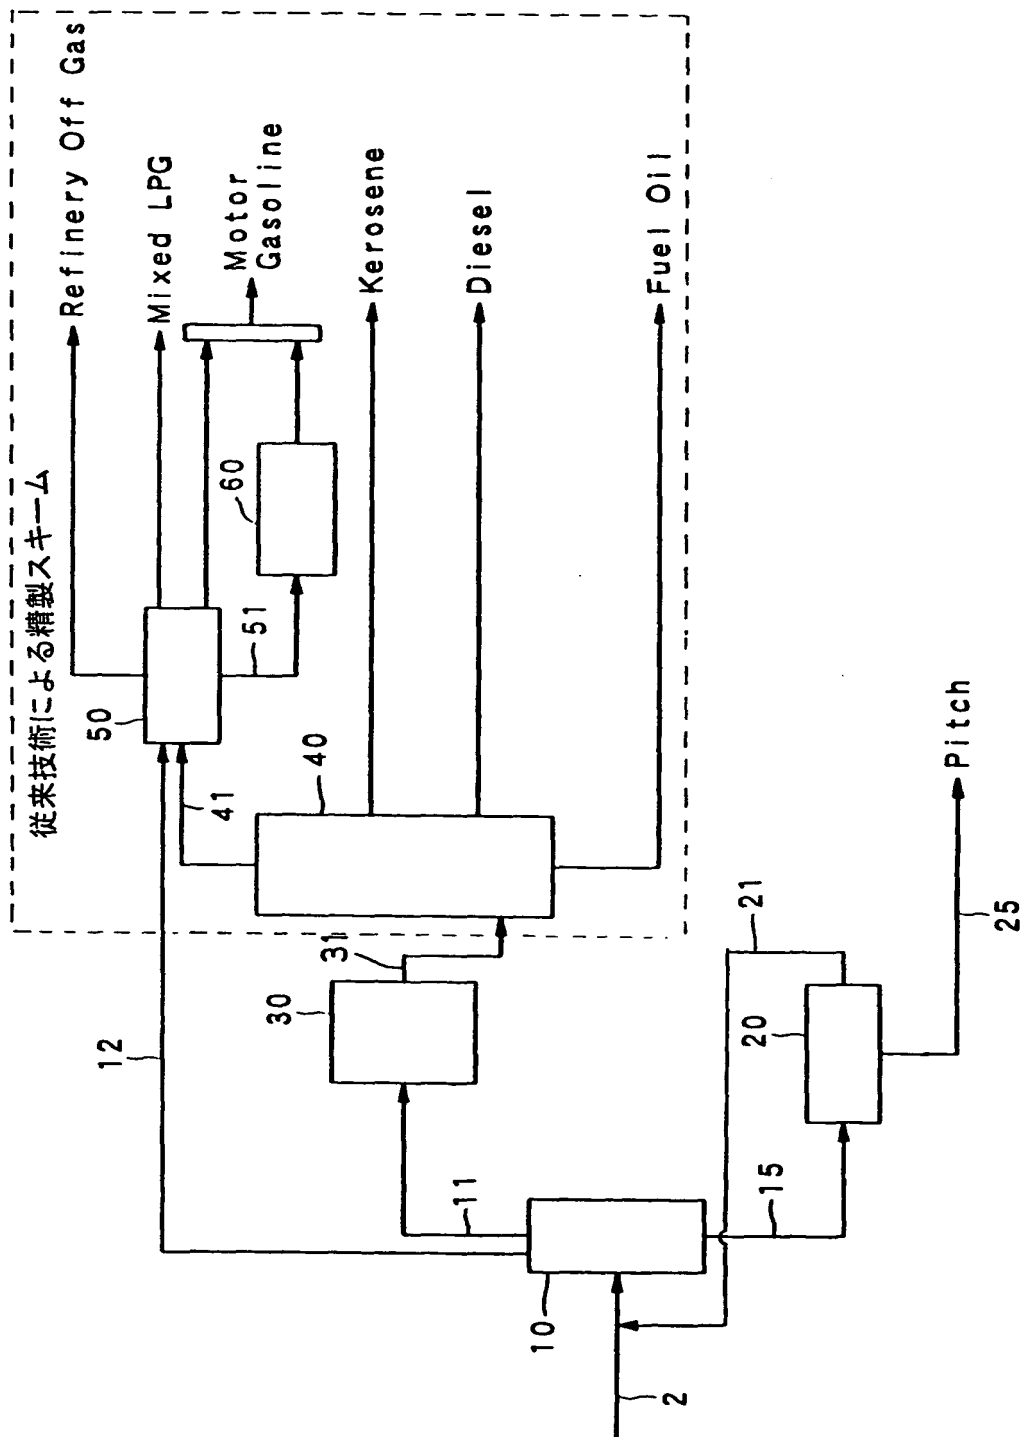 従来技術による精製スキーム
Refinery Off Gas
Mixed LPG
Motor
Gasoline
Kerosene
Diesel
Fuel Oil
Pitch
50
51
60
41
40
12
31
30
11
21
20
25
15
10
2